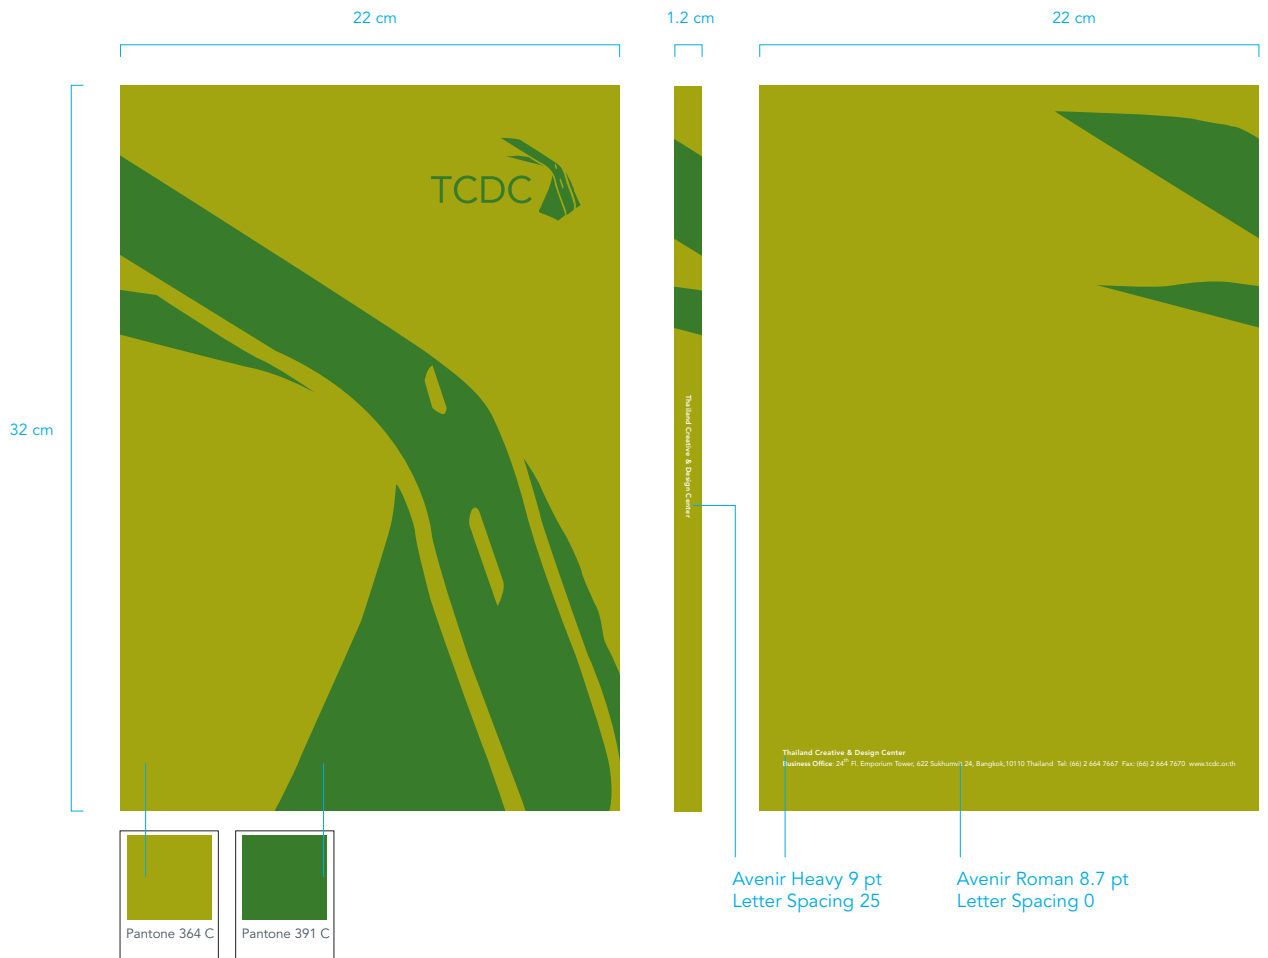 22 cm
1.2 cm
22 cm
32 cm
TCDC
Thailand Creative & Design Center
Thailand Creative & Design Center
Business Office: 24th Fl. Emporium Tower, 622 Sukhumvit 24, Bangkok,10110 Thailand Tel: (66) 2 664 7667 Fax: (66) 2 664 7670 www.tcdc.or.th
Avenir Heavy 9 pt
Letter Spacing 25
Avenir Roman 8.7 pt
Letter Spacing 0
Pantone 364 C
Pantone 391 C